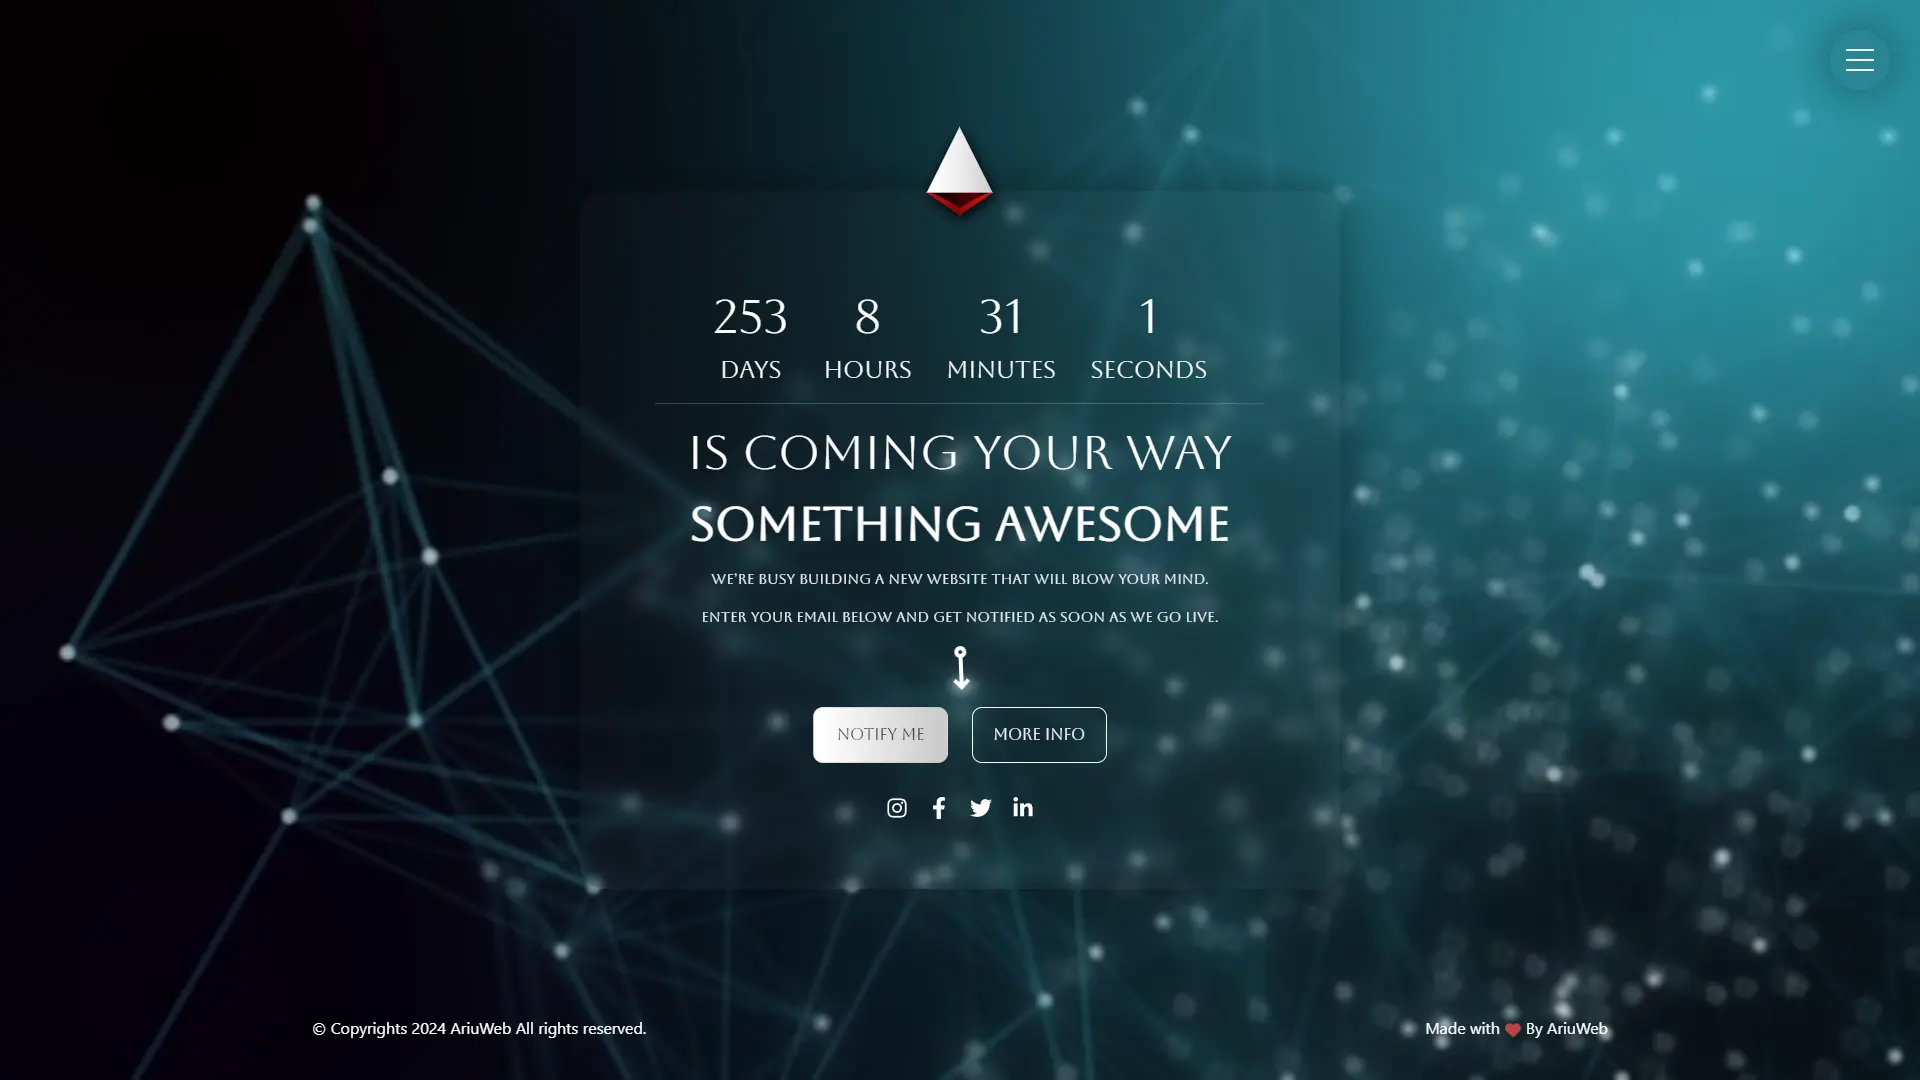 253 8 31 1
DAYS HOURS MINUTES SECONDS
IS COMING YOUR WAY
SOMETHING AWESOME
WE'RE BUSY BUILDING A NEW WEBSITE THAT WILL BLOW YOUR MIND.
ENTER YOUR EMAIL BELOW AND GET NOTIFIED AS SOON AS WE GO LIVE.
NOTIFY ME MORE INFO
© Copyrights 2024 AriuWeb All rights reserved.
Made with ❤ By AriuWeb